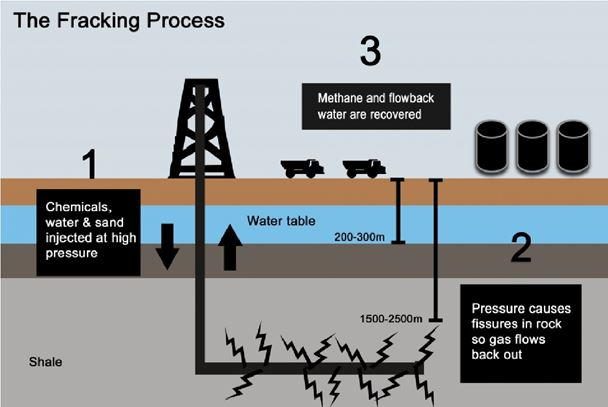 The Fracking Process
3
Methane and flowback
water are recovered
1
Chemicals,
water & sand
injected at high
pressure
Water table
200-300m
2
1500-2500m
Pressure causes
fissures in rock
so gas flows
back out
Shale